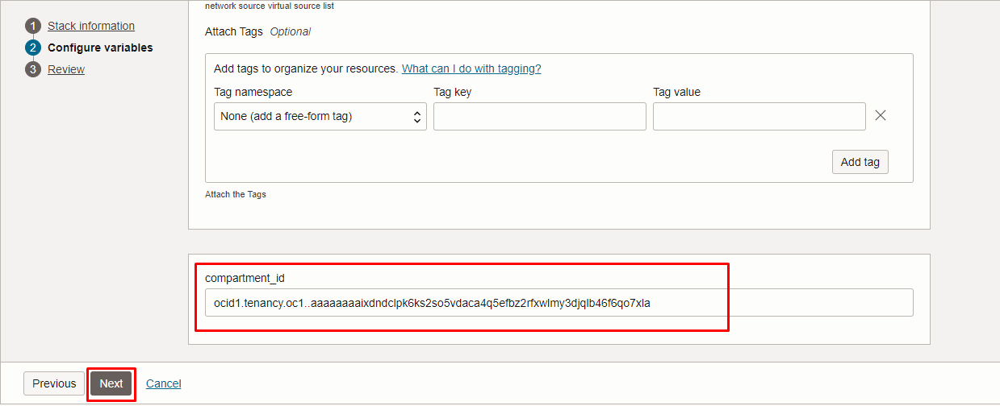 network source virtual source list
1 Stack information
Attach Tags Optional
2 Configure variables
3 Review
Add tags to organize your resources. What can I do with tagging?
Tag namespace Tag key Tag value
None (add a free-form tag)
Add tag
Attach the Tags
compartment_id
ocid1.tenancy.oc1..aaaaaaaaixdndclpk6ks2so5vdaca4q5efbz2rfxwlmy3djqlb46f6qo7xla
Previous Next Cancel